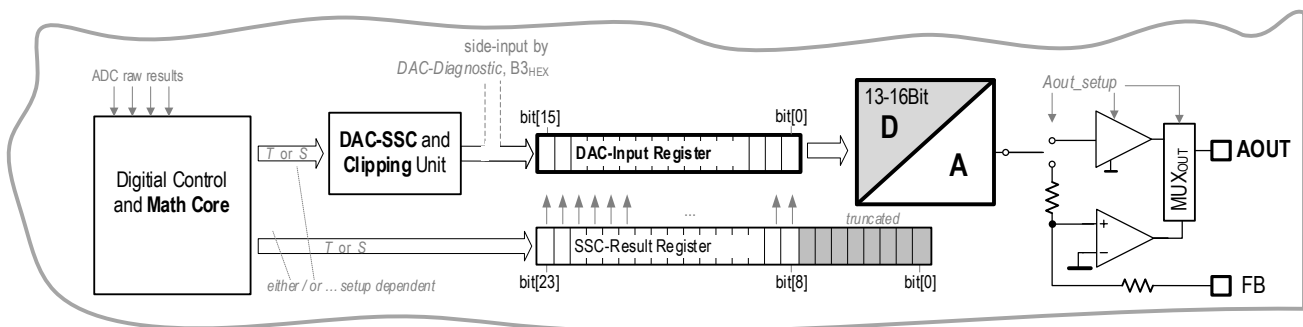 side-input by
DAC-Diagnostic, B3HEX
ADC raw results
Digitial Control
and Math Core
T or S
DAC-SSC and
Clipping Unit
bit[15]
bit[0]
DAC-Input Register
13-16Bit
D
A
Aout_setup
MUXOUT
AOUT
T or S
...
truncated
SSC-Result Register
+
−
bit[23]
bit[8]
bit[0]
either / or ... setup dependent
FB